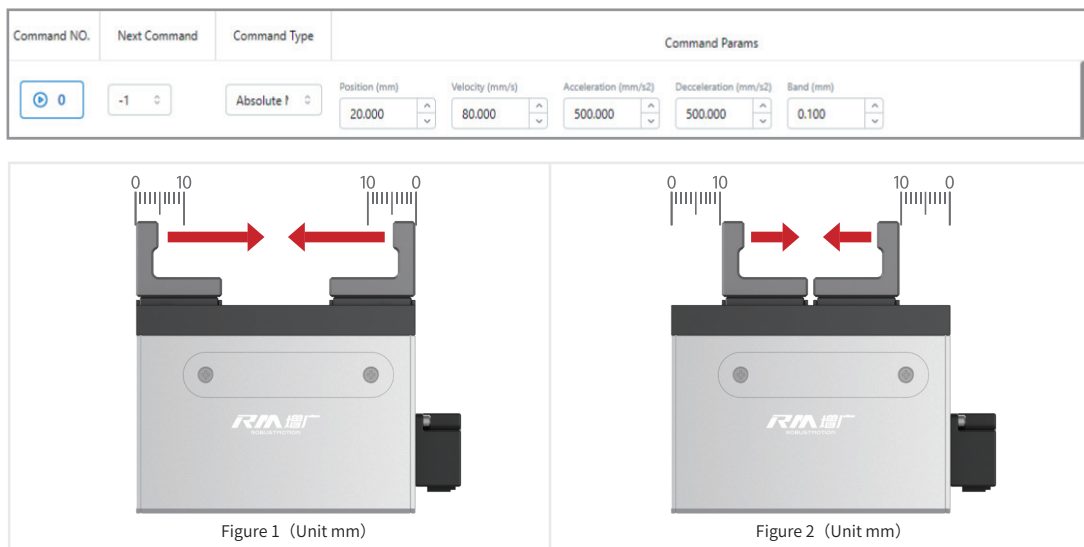 Command NO. Next Command Command Type Command Params
Position (mm) Velocity (mm/s) Acceleration (mm/s2) Decceleration (mm/s2) Band (mm)
0 -1 Absolute 20.000 80.000 500.000 500.000 0.100
0 10 10 0 0 10 10 0
RM 增广 RM 增广
ROBUSTMOTION ROBUSTMOTION
Figure 1（Unit mm） Figure 2（Unit mm）